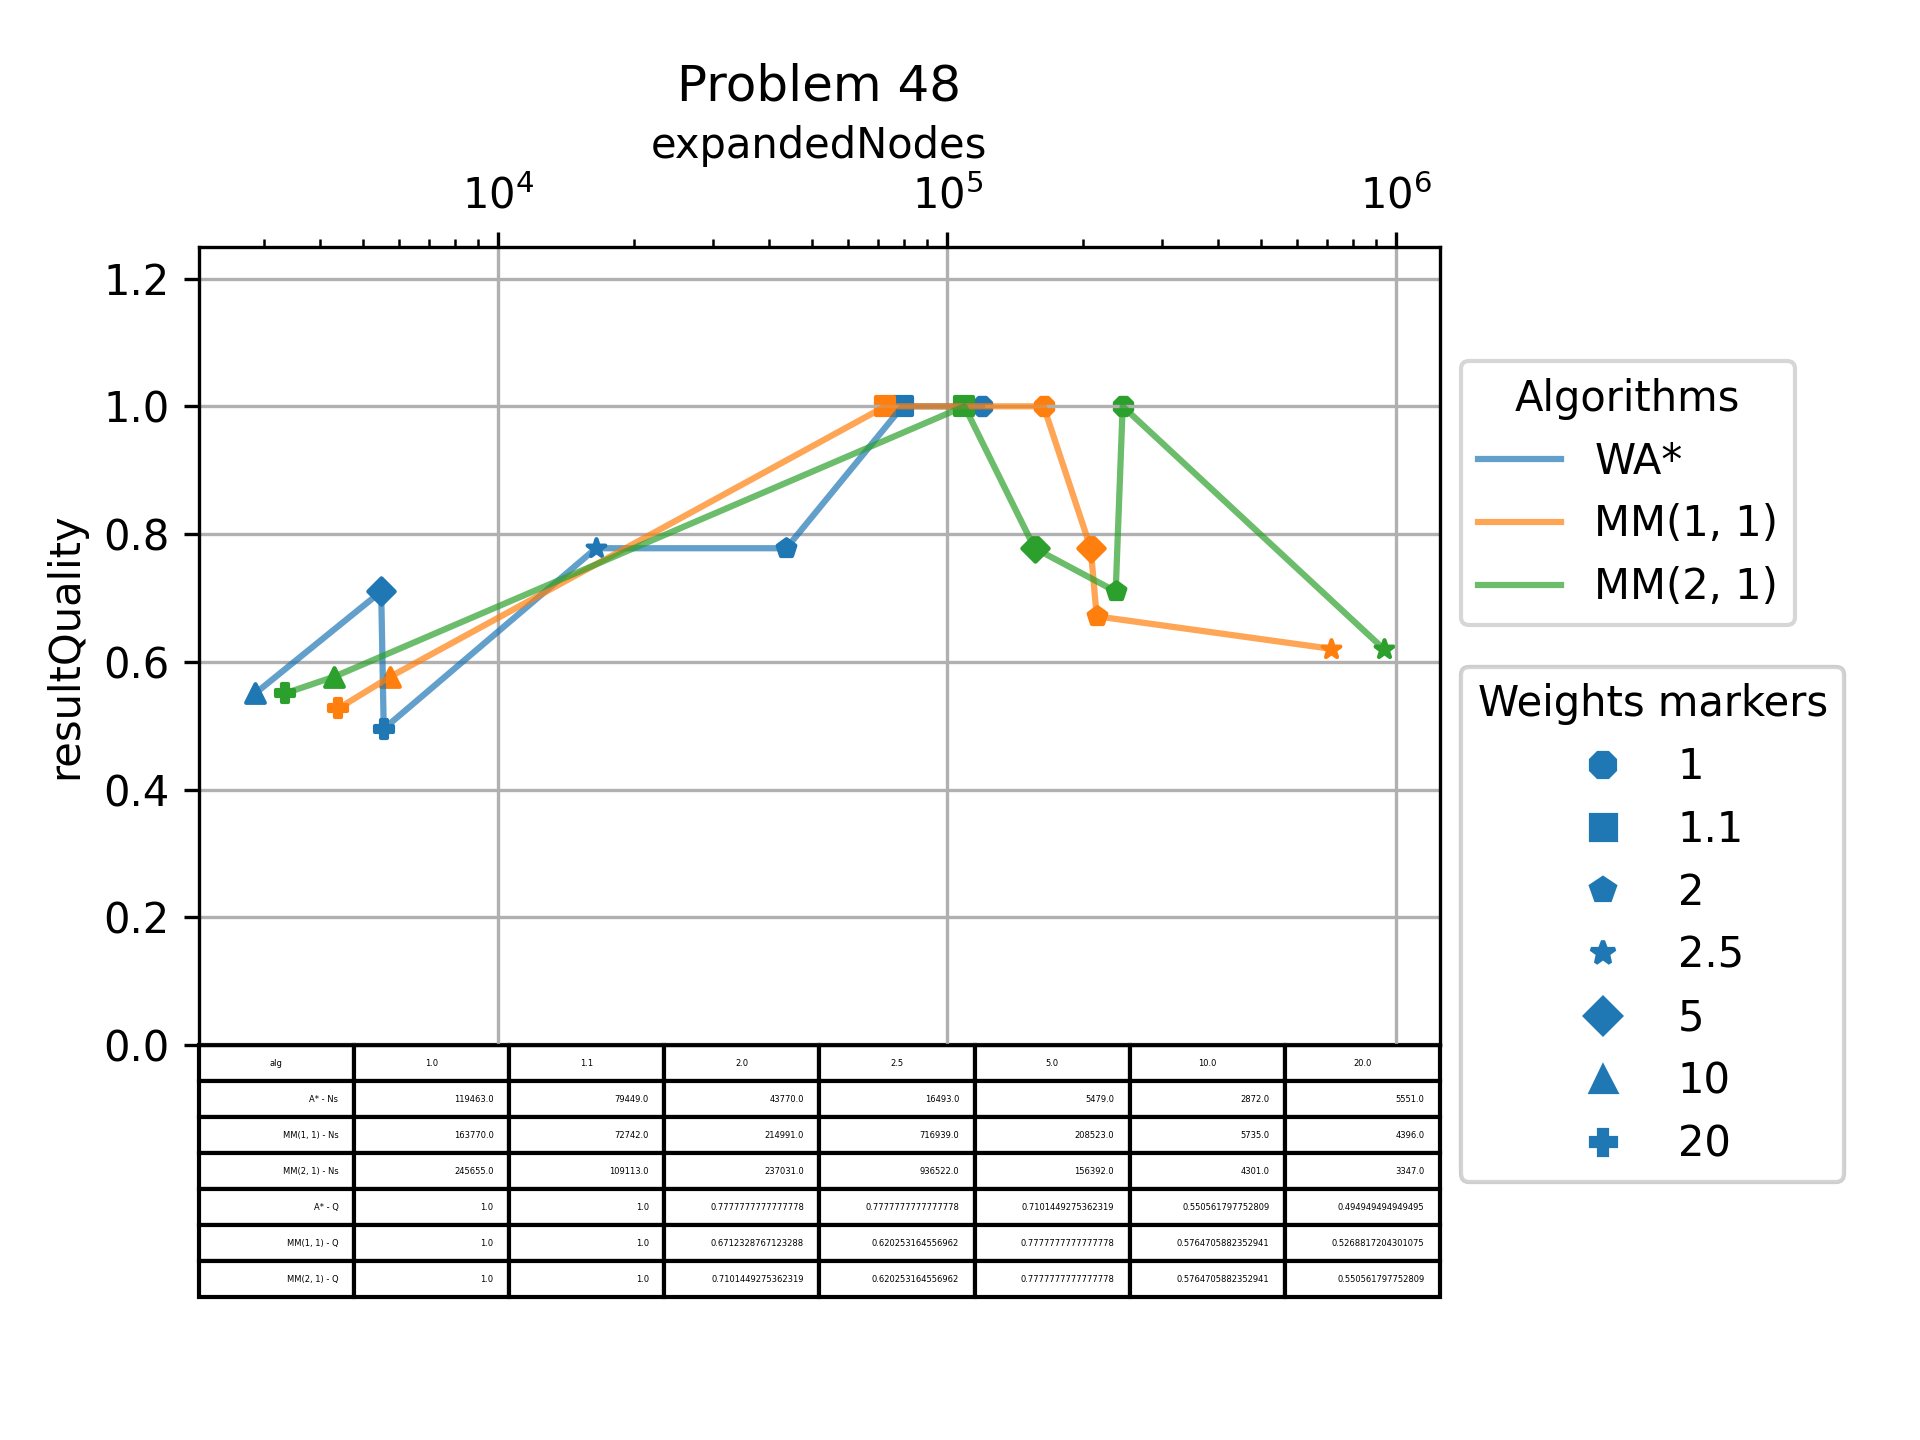 Problem 48
expandedNodes
10^4 10^5 10^6
resultQuality
1.2
1.0
0.8
0.6
0.4
0.2
0.0
Algorithms
WA*
MM(1, 1)
MM(2, 1)
Weights markers
1
1.1
2
2.5
5
10
20
alg 1.0 1.1 2.0 2.5 5.0 10.0 20.0
A* - Ns 119463.0 79449.0 43770.0 16493.0 5479.0 2872.0 5551.0
MM(1, 1) - Ns 163770.0 72742.0 214991.0 716939.0 208523.0 5735.0 4396.0
MM(2, 1) - Ns 245655.0 109113.0 237031.0 936522.0 156392.0 4301.0 3347.0
A* - Q 1.0 1.0 0.7777777777777778 0.7777777777777778 0.7101449275362319 0.550561797752809 0.494949494949495
MM(1, 1) - Q 1.0 1.0 0.6712328767123288 0.620253164556962 0.7777777777777778 0.5764705882352941 0.5268817204301075
MM(2, 1) - Q 1.0 1.0 0.7101449275362319 0.620253164556962 0.7777777777777778 0.5764705882352941 0.550561797752809